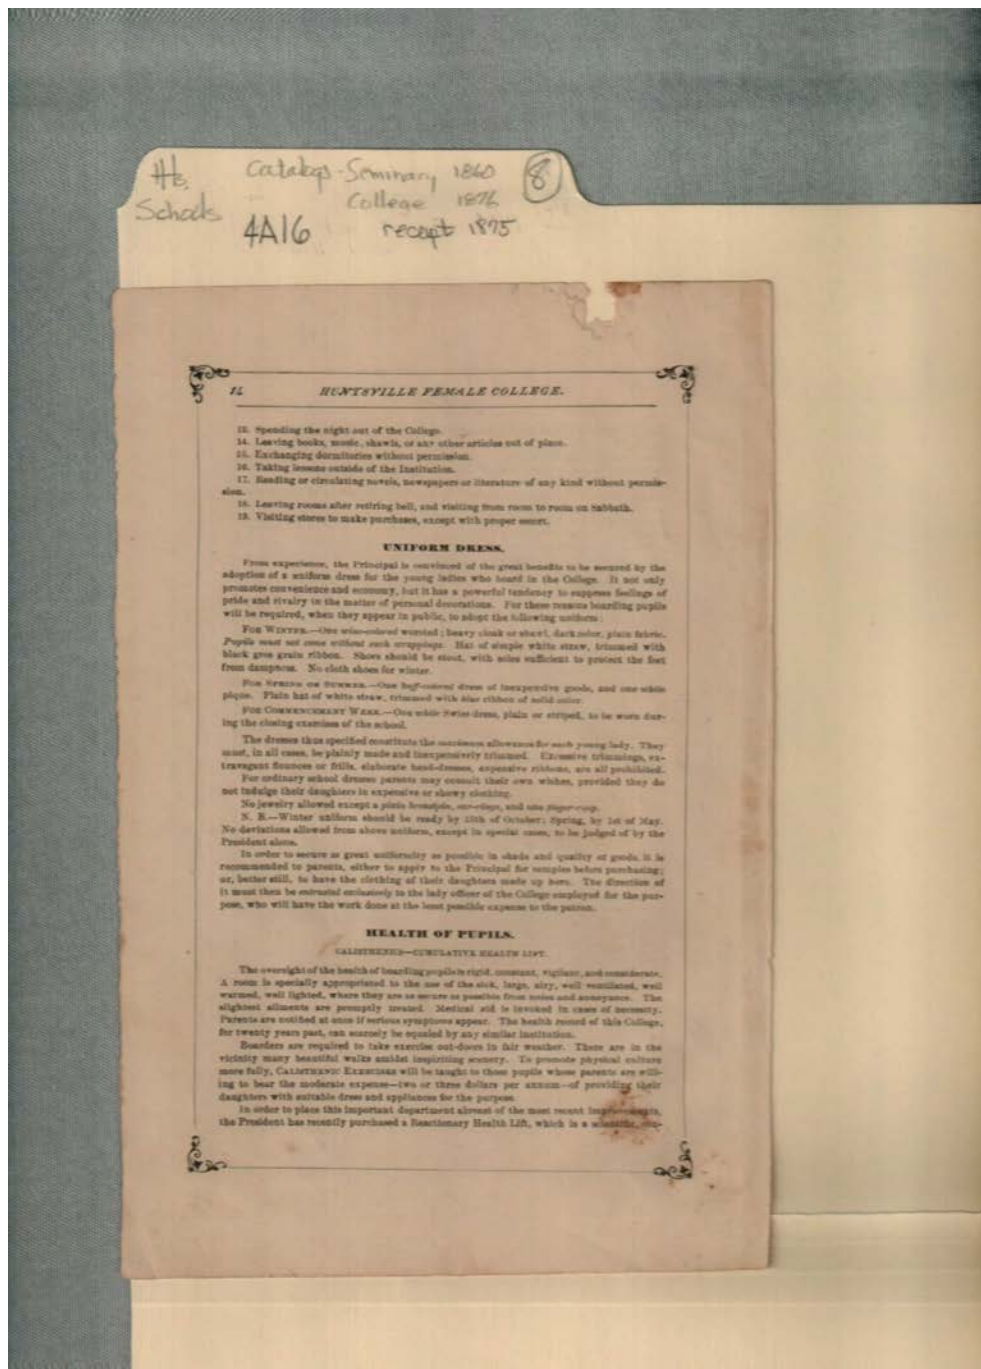 Hs. Catalogs - Seminary 1860 8
Schools College 1876
4A16 receipt 1875
14 HUNTSVILLE FEMALE COLLEGE.
13. Spending the night out of the College.
14. Leaving books, music, shawls, or any other articles out of place.
15. Exchanging dormitories without permission.
16. Taking lessons outside of the Institution.
17. Reading or circulating novels, newspapers or literature of any kind without permis-
sion.
18. Leaving rooms after retiring bell, and visiting from room to room on Sabbath.
19. Visiting stores to make purchases, except with proper escort.
UNIFORM DRESS.
From experience, the Principal is convinced of the great benefits to be secured by the
adoption of a uniform dress for the young ladies who board in the College. It not only
promotes convenience and economy, but it has a powerful tendency to suppress feelings of
pride and rivalry in the matter of personal decorations. For these reasons boarding pupils
will be required, when they appear in public, to adopt the following uniform:
FOR WINTER.—One wine-colored worsted; heavy cloak or shawl, dark color, plain fabric.
Pupils must not come without such wrappings. Hat of simple white straw, trimmed with
black gros grain ribbon. Shoes should be stout, with soles sufficient to protect the feet
from dampness. No cloth shoes for winter.
FOR SPRING OR SUMMER.—One buff-colored dress of inexpensive goods, and one white
pique. Plain hat of white straw, trimmed with blue ribbon of solid color.
FOR COMMENCEMENT WEEK.—One white Swiss dress, plain or striped, to be worn dur-
ing the closing exercises of the school.
The dresses thus specified constitute the maximum allowance for each young lady. They
must, in all cases, be plainly made and inexpensively trimmed. Excessive trimmings, ex-
travagant flounces or frills, elaborate head-dresses, expensive ribbons, are all prohibited.
For ordinary school dresses parents may consult their own wishes, provided they do
not indulge their daughters in expensive or showy clothing.
No jewelry allowed except a plain breastpin, ear-rings, and one finger-ring.
N. B.—Winter uniform should be ready by 15th of October; Spring, by 1st of May.
No deviations allowed from above uniform, except in special cases, to be judged of by the
President alone.
In order to secure as great uniformity as possible in shade and quality of goods, it is
recommended to parents, either to apply to the Principal for samples before purchasing;
or, better still, to have the clothing of their daughters made up here. The direction of
it must then be entrusted exclusively to the lady officer of the College employed for the pur-
pose, who will have the work done at the least possible expense to the patron.
HEALTH OF PUPILS.
CALISTHENICS—CUMULATIVE HEALTH LIFT.
The oversight of the health of boarding pupils is rigid, constant, vigilant, and considerate.
A room is specially appropriated to the use of the sick, large, airy, well ventilated, well
warmed, well lighted, where they are as secure as possible from noise and annoyance. The
slightest ailments are promptly treated. Medical aid is invoked in cases of necessity.
Parents are notified at once if serious symptoms appear. The health record of this College,
for twenty years past, can scarcely be equaled by any similar institution.
Boarders are required to take exercise out-doors in fair weather. There are in the
vicinity many beautiful walks amidst inspiriting scenery. To promote physical culture
more fully, CALISTHENIC EXERCISES will be taught to those pupils whose parents are will-
ing to bear the moderate expense—two or three dollars per annum—of providing their
daughters with suitable dress and appliances for the purpose.
In order to place this important department abreast of the most recent improvements,
the President has recently purchased a Reactionary Health Lift, which is a scientific,